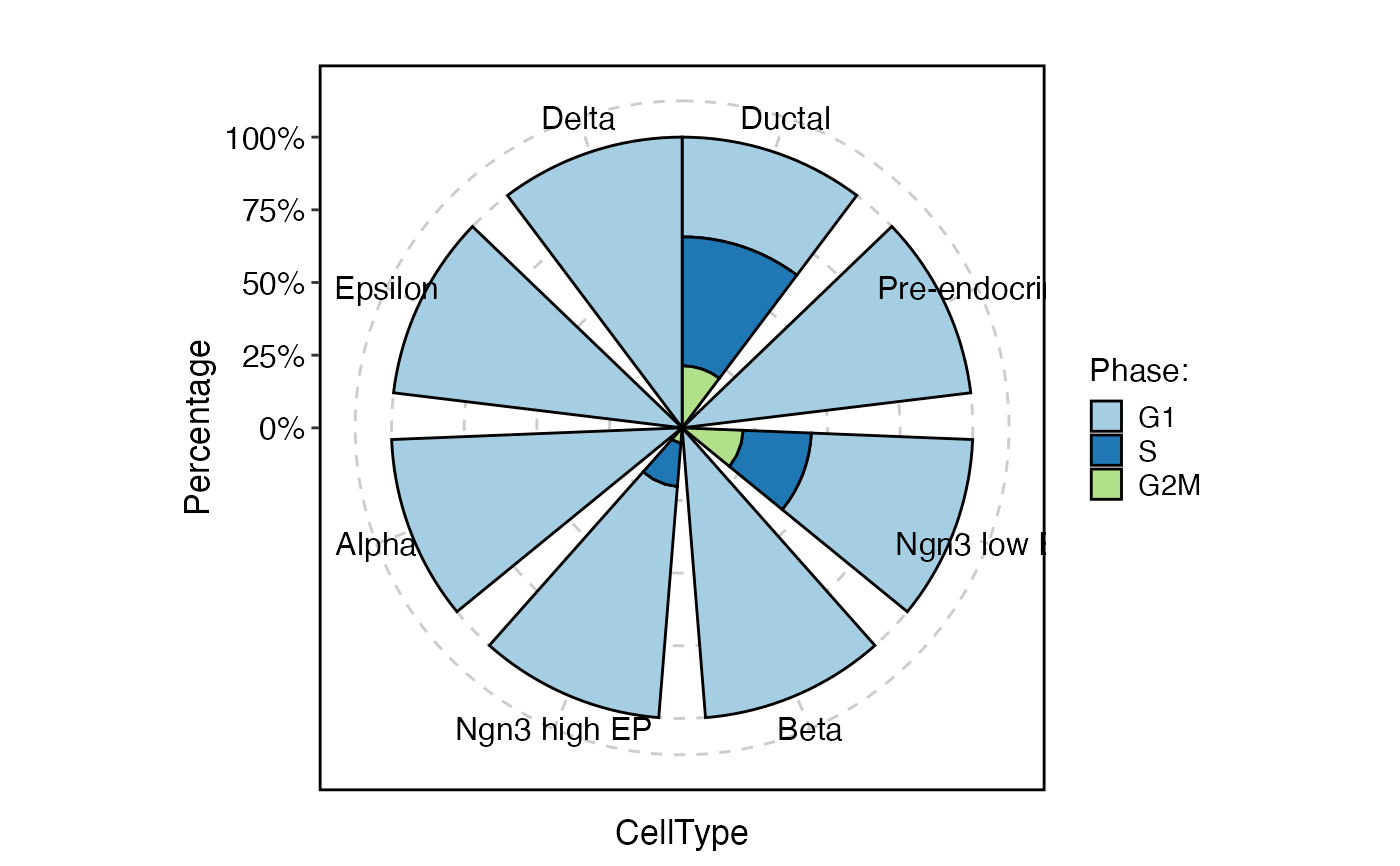 Delta
Ductal
100%
75%
50%
25%
0%
Epsilon
Pre-endocri
Percentage
Alpha
Ngn3 low
Ngn3 high EP
Beta
CellType
Phase:
G1
S
G2M